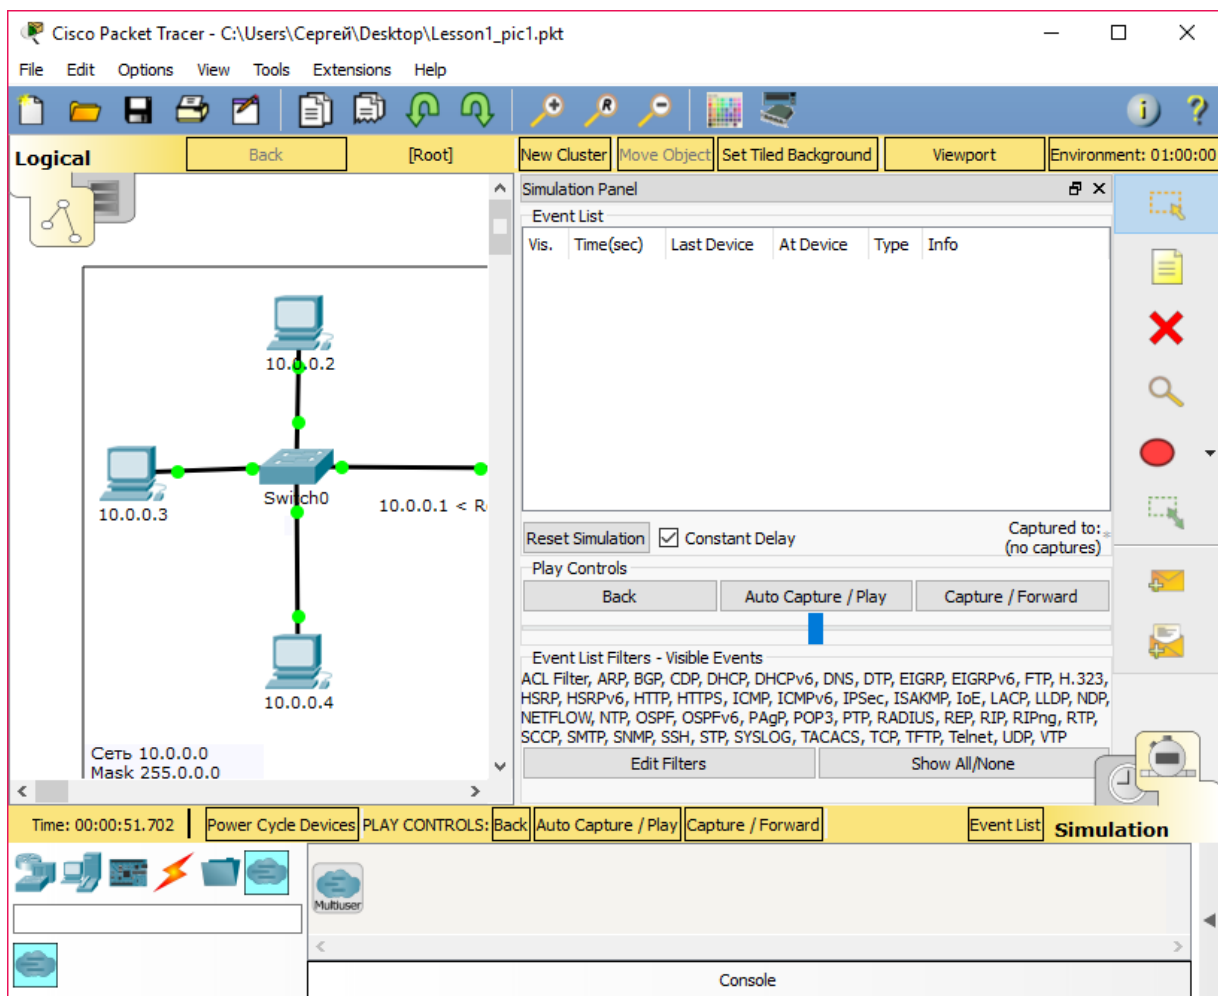 Cisco Packet Tracer - C:\Users\Сергей\Desktop\Lesson1_pic1.pkt
File Edit Options View Tools Extensions Help
Logical Back [Root] New Cluster Move Object Set Tiled Background Viewport Environment: 01:00:00
Simulation Panel
Event List
Vis. Time(sec) Last Device At Device Type Info
10.0.0.2
10.0.0.3
Switch0
10.0.0.1 < R
10.0.0.4
Сеть 10.0.0.0
Mask 255.0.0.0
Reset Simulation Constant Delay
Captured to: *
(no captures)
Play Controls
Back Auto Capture / Play Capture / Forward
Event List Filters - Visible Events
ACL Filter, ARP, BGP, CDP, DHCP, DHCPv6, DNS, DTP, EIGRP, EIGRPv6, FTP, H.323,
HSRP, HSRPv6, HTTP, HTTPS, ICMP, ICMPv6, IPSec, ISAKMP, IoE, LACP, LLDP, NDP,
NETFLOW, NTP, OSPF, OSPFv6, PAgP, POP3, PTP, RADIUS, REP, RIP, RIPng, RTP,
SCCP, SMTP, SNMP, SSH, STP, SYSLOG, TACACS, TCP, TFTP, Telnet, UDP, VTP
Edit Filters Show All/None
Time: 00:00:51.702 Power Cycle Devices PLAY CONTROLS: Back Auto Capture / Play Capture / Forward Event List Simulation
Multiuser
Console